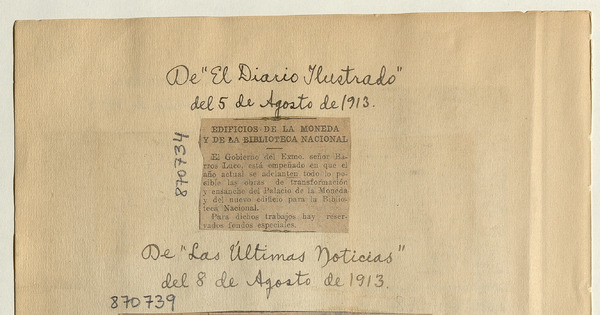 De "El Diario Ilustrado"
del 5 de Agosto de 1913.
870734
EDIFICIOS DE LA MONEDA
Y DE LA BIBLIOTECA NACIONAL
El Gobierno del Exmo. señor Ba-
rros Luco, está empeñado en que el
año actual se adelanten todo lo po-
sible las obras de transformación
y ensanche del Palacio de la Moneda
y del nuevo edificio para la Biblio-
teca Nacional.
Para dichos trabajos hay reser-
vados fondos especiales.
De "Las Ultimas Noticias"
del 8 de Agosto de 1913.
870739